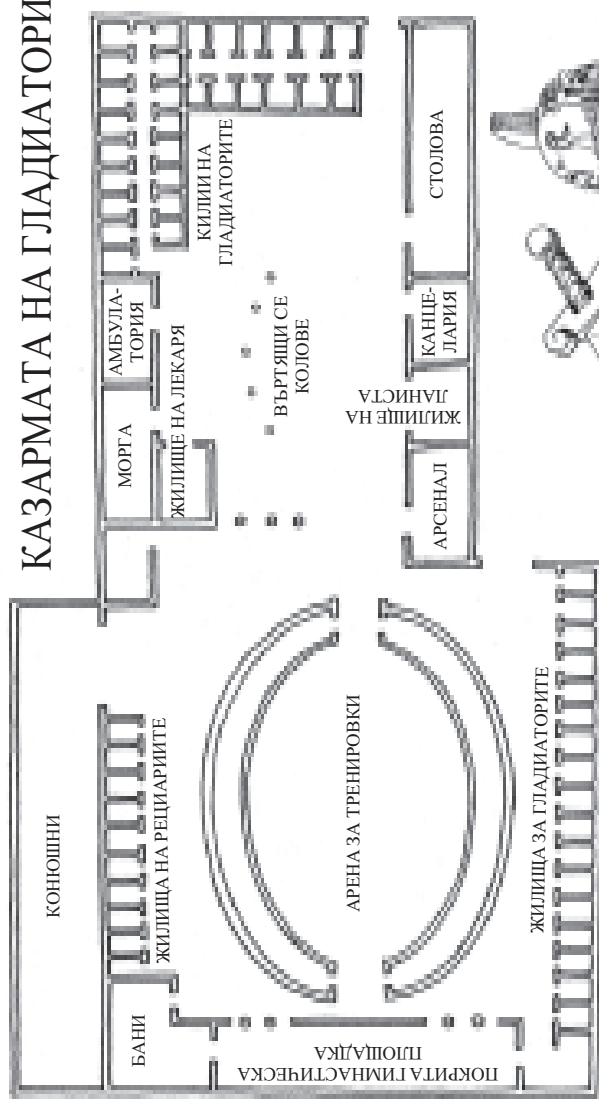 КАЗАРМАТА НА ГЛАДИАТОРИ
КОНЮШНИ
БАНИ
ЖИЛИЩА НА РЕЦИАРИИТЕ
ПОКРИТА ГИМНАСТИЧЕСКА
ПЛОЩАДКА
АРЕНА ЗА ТРЕНИРОВКИ
ЖИЛИЩА ЗА ГЛАДИАТОРИТЕ
МОРГА
АМБУЛА-
ТОРИЯ
ЖИЛИЩЕ НА ЛЕКАРЯ
КИЛИИ НА
ГЛАДИАТОРИТЕ
ВЪРТЯЩИ СЕ
КОЛОВЕ
АРСЕНАЛ
ЖИЛИЩЕ НА
ЛАНИСТА
КАНЦЕ-
ЛАРИЯ
СТОЛОВА